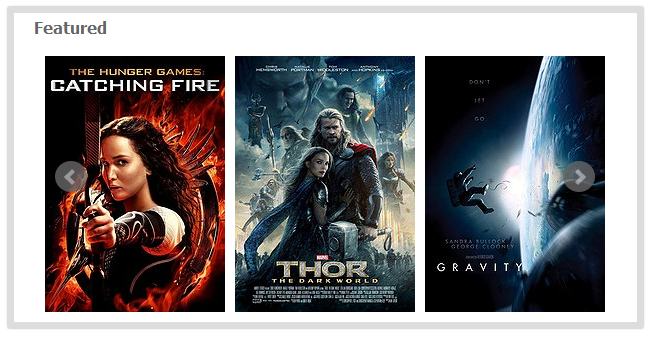 Featured
THE HUNGER GAMES:
CATCHING FIRE
CHRIS HEMSWORTH NATALIE PORTMAN TOM HIDDLESTON ANTHONY HOPKINS
MARVEL
THOR
THE DARK WORLD
DON'T
LET
GO
SANDRA BULLOCK
GEORGE CLOONEY
GRAVITY